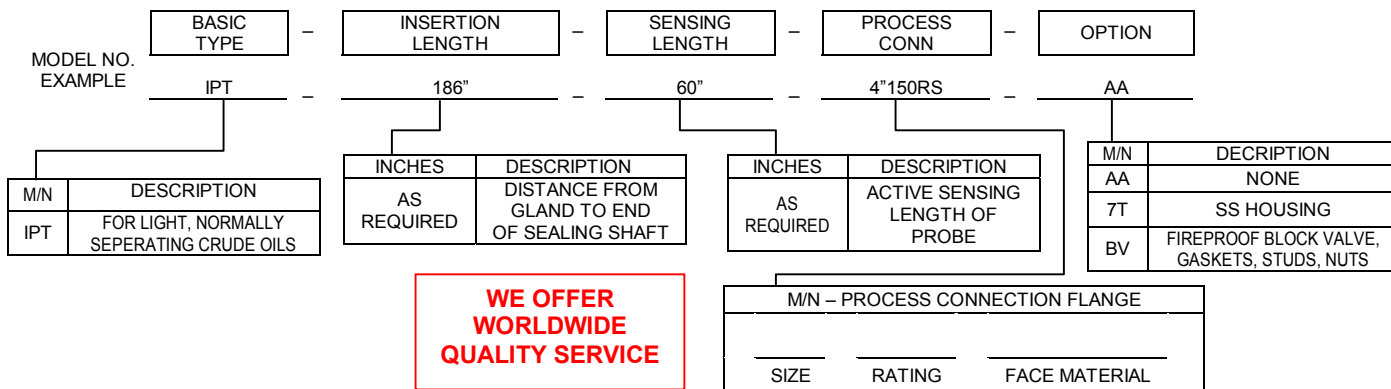 BASIC
TYPE
–
INSERTION
LENGTH
–
SENSING
LENGTH
–
PROCESS
CONN
–
OPTION
MODEL NO.
EXAMPLE
IPT
–
186”
–
60”
–
4”150RS
–
AA
M/N DESCRIPTION
IPT FOR LIGHT, NORMALLY
SEPERATING CRUDE OILS
INCHES DESCRIPTION
AS
REQUIRED
DISTANCE FROM
GLAND TO END
OF SEALING SHAFT
INCHES DESCRIPTION
AS
REQUIRED
ACTIVE SENSING
LENGTH OF
PROBE
M/N DECRIPTION
AA NONE
7T SS HOUSING
BV FIREPROOF BLOCK VALVE,
GASKETS, STUDS, NUTS
WE OFFER
WORLDWIDE
QUALITY SERVICE
M/N – PROCESS CONNECTION FLANGE
SIZE RATING FACE MATERIAL